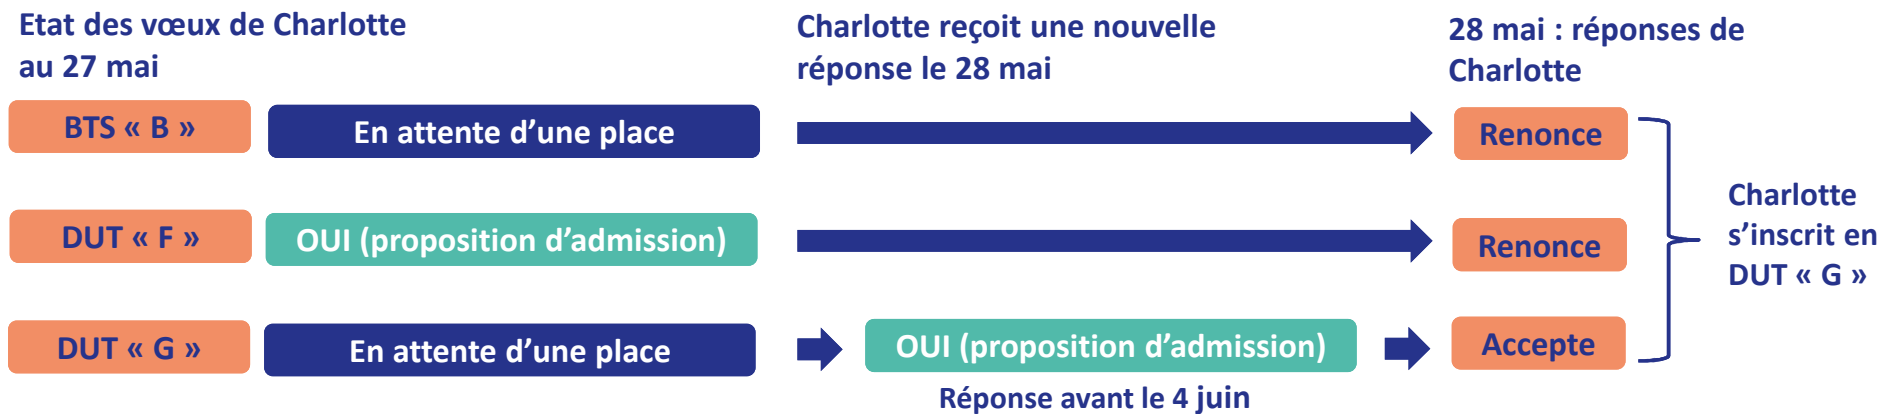 Etat des vœux de Charlotte
au 27 mai
Charlotte reçoit une nouvelle
réponse le 28 mai
28 mai : réponses de
Charlotte
BTS « B »
En attente d’une place
Renonce
DUT « F »
OUI (proposition d’admission)
Renonce
DUT « G »
En attente d’une place
OUI (proposition d’admission)
Accepte
Réponse avant le 4 juin
Charlotte
s’inscrit en
DUT « G »